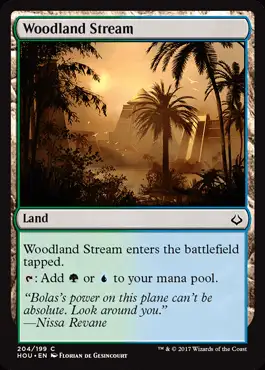 Woodland Stream
Land
Woodland Stream enters the battlefield
tapped.
: Add or to your mana pool.
“Bolas's power on this plane can't be
absolute. Look around you.”
—Nissa Revane
204/199 C
HOU • EN Florian de Gesincourt
™ & © 2017 Wizards of the Coast